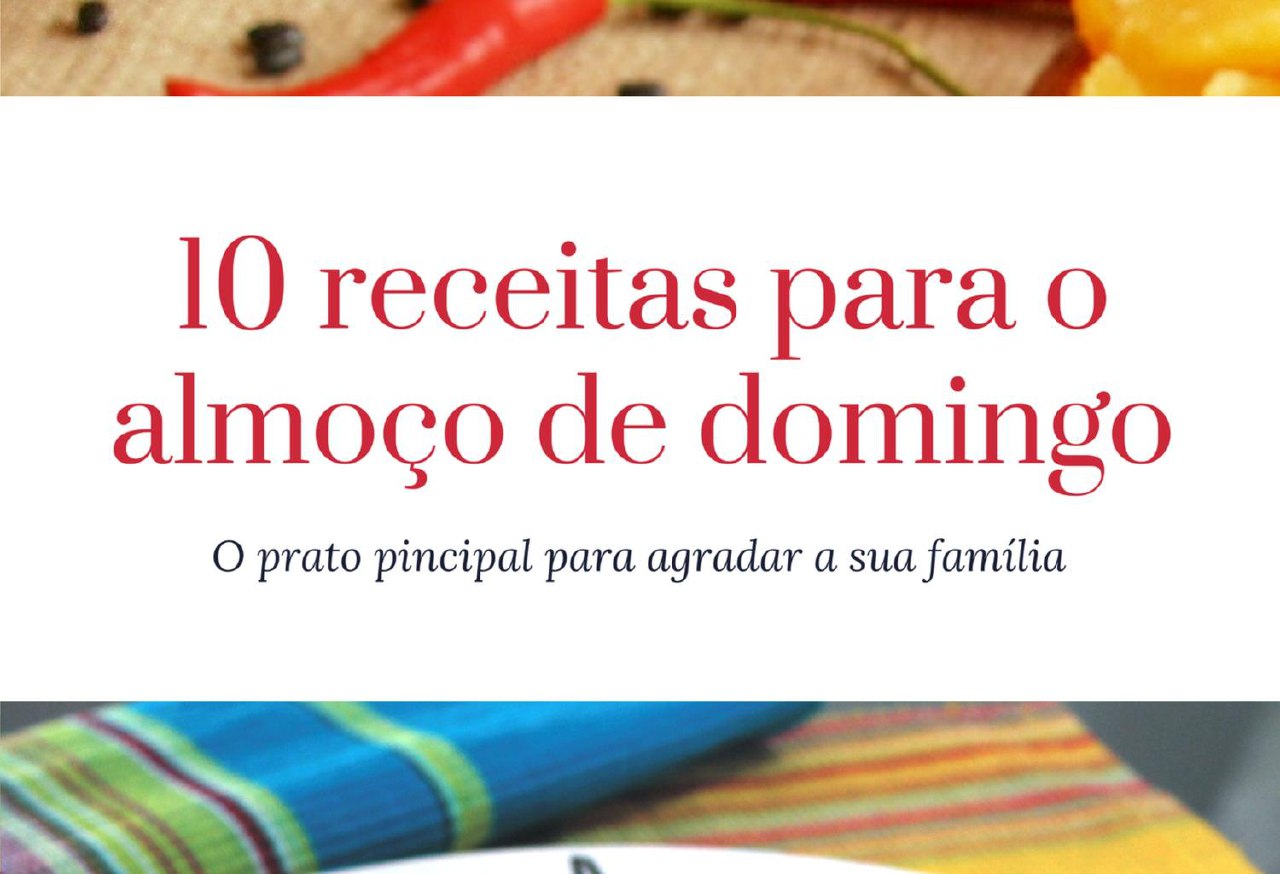 10 receitas para o
almoço de domingo
O prato pincipal para agradar a sua família